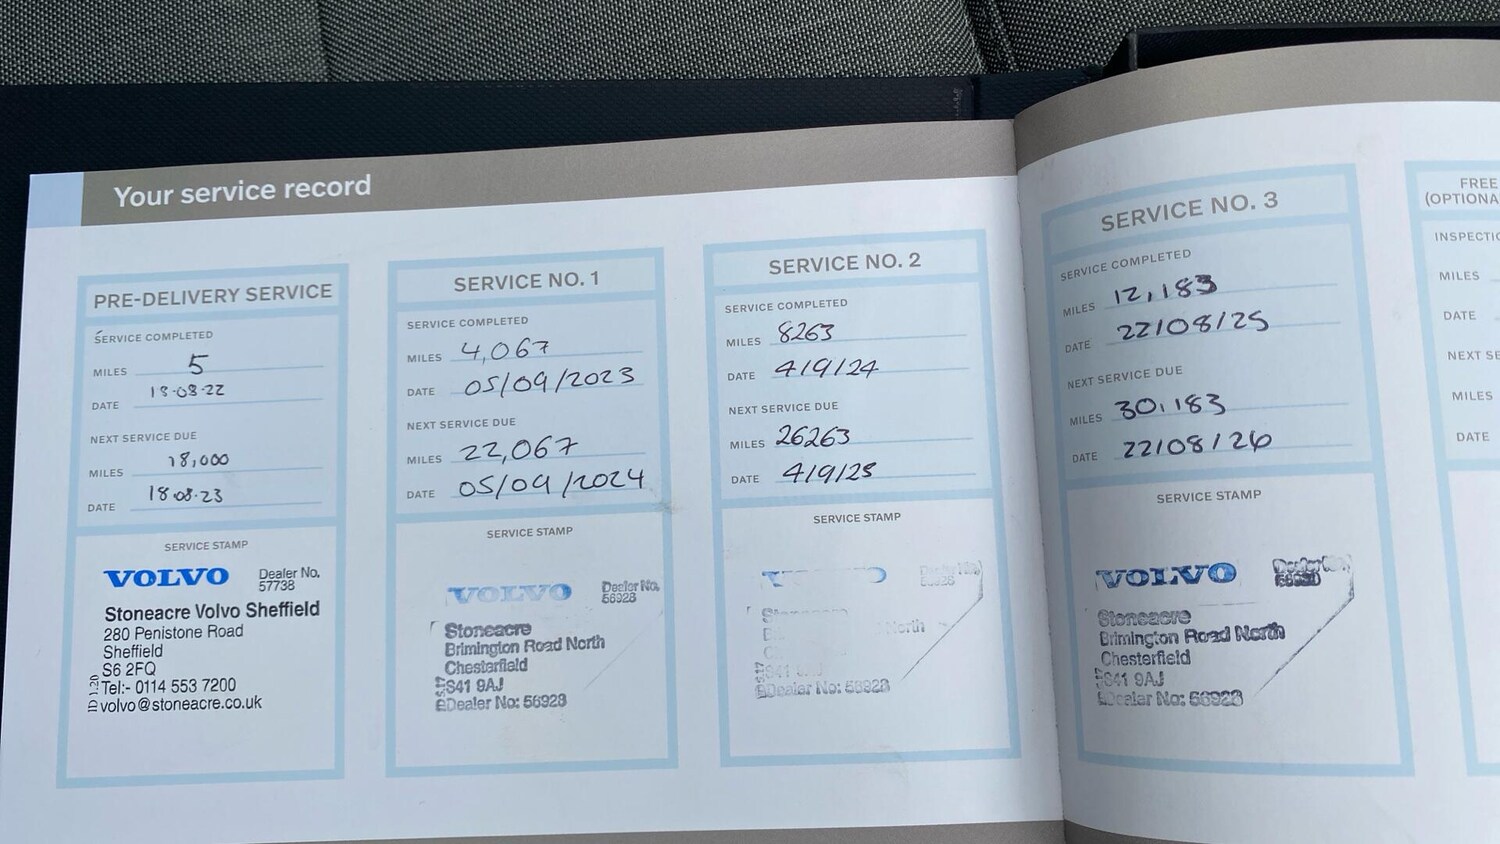 Your service record
PRE-DELIVERY SERVICE
SERVICE COMPLETED
MILES 5
DATE 18-08-22
NEXT SERVICE DUE
MILES 18,000
DATE 18.08.23
SERVICE STAMP
VOLVO Dealer No.
57738
Stoneacre Volvo Sheffield
280 Penistone Road
Sheffield
S6 2FQ
Tel:- 0114 553 7200
volvo@stoneacre.co.uk
ID 1-20
SERVICE NO. 1
SERVICE COMPLETED
MILES 4,067
DATE 05/09/2023
NEXT SERVICE DUE
MILES 22,067
DATE 05/09/2024
SERVICE STAMP
VOLVO Dealer No.
56928
Stoneacre
Brimington Road North
Chesterfield
S41 9AJ
Dealer No: 56928
SERVICE NO. 2
SERVICE COMPLETED
MILES 8263
DATE 4/9/24
NEXT SERVICE DUE
MILES 26263
DATE 4/9/25
SERVICE STAMP
North
S41
Dealer No: 56928
SERVICE NO. 3
SERVICE COMPLETED
MILES 12,183
DATE 22/08/25
NEXT SERVICE DUE
MILES 30,183
DATE 22/08/26
SERVICE STAMP
VOLVO
Stoneacre
Brimington Road North
Chesterfield
S41 9AJ
Dealer No: 56928
FREE
(OPTIONA
INSPECTIO
MILES
DATE
NEXT SE
MILES
DATE